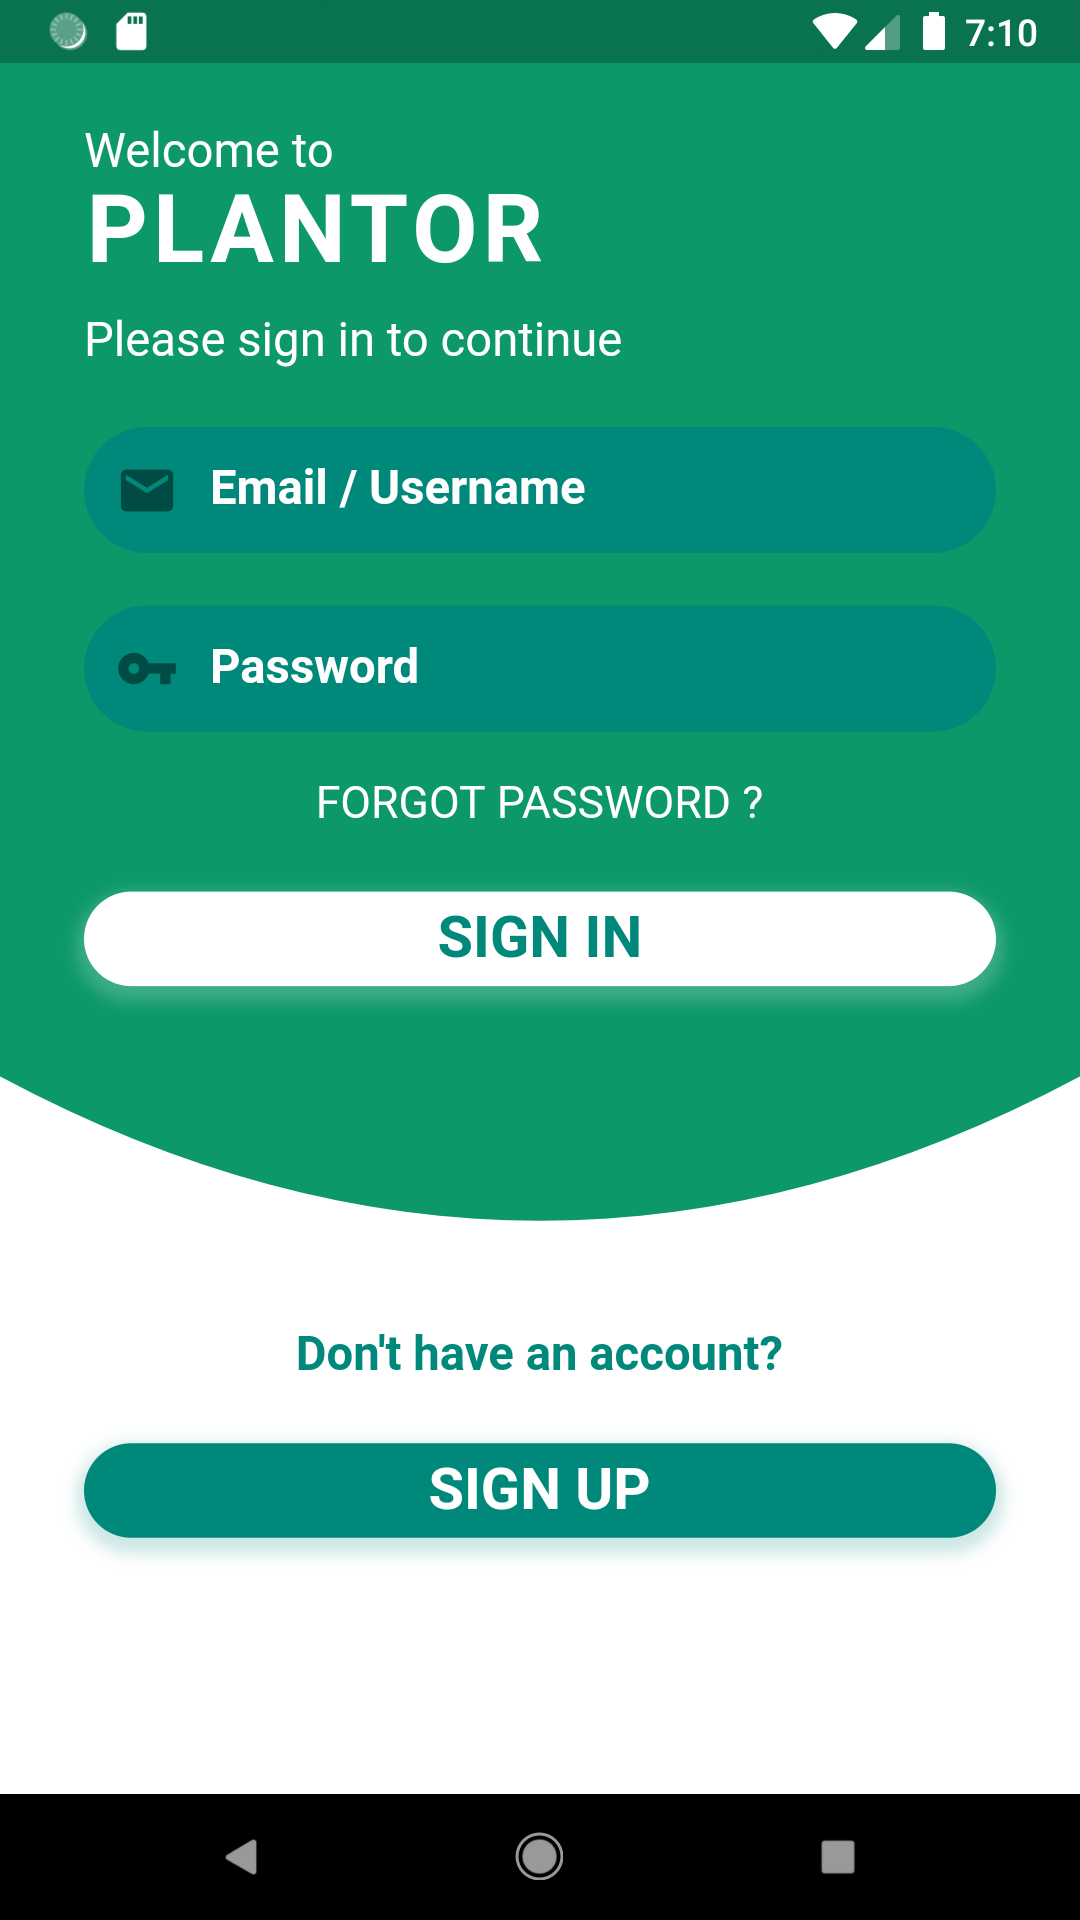 7:10
Welcome to
PLANTOR
Please sign in to continue
Email / Username
Password
FORGOT PASSWORD ?
SIGN IN
Don't have an account?
SIGN UP